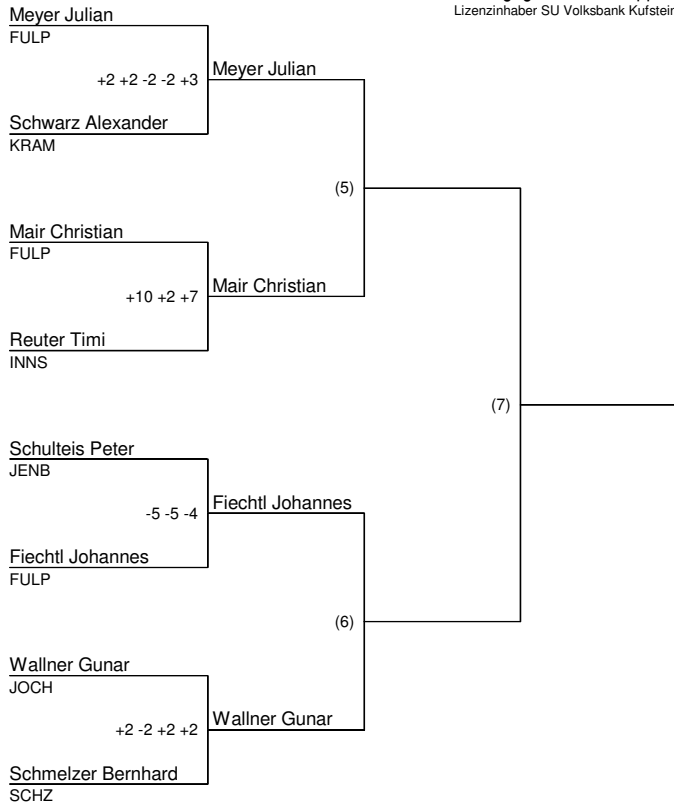 Lizenzinhaber SU Volksbank Kufstein
Meyer Julian
FULP
+2 +2 -2 -2 +3
Meyer Julian
Schwarz Alexander
KRAM
(5)
Mair Christian
FULP
+10 +2 +7
Mair Christian
Reuter Timi
INNS
(7)
Schulteis Peter
JENB
-5 -5 -4
Fiechtl Johannes
Fiechtl Johannes
FULP
(6)
Wallner Gunar
JOCH
+2 -2 +2 +2
Wallner Gunar
Schmelzer Bernhard
SCHZ